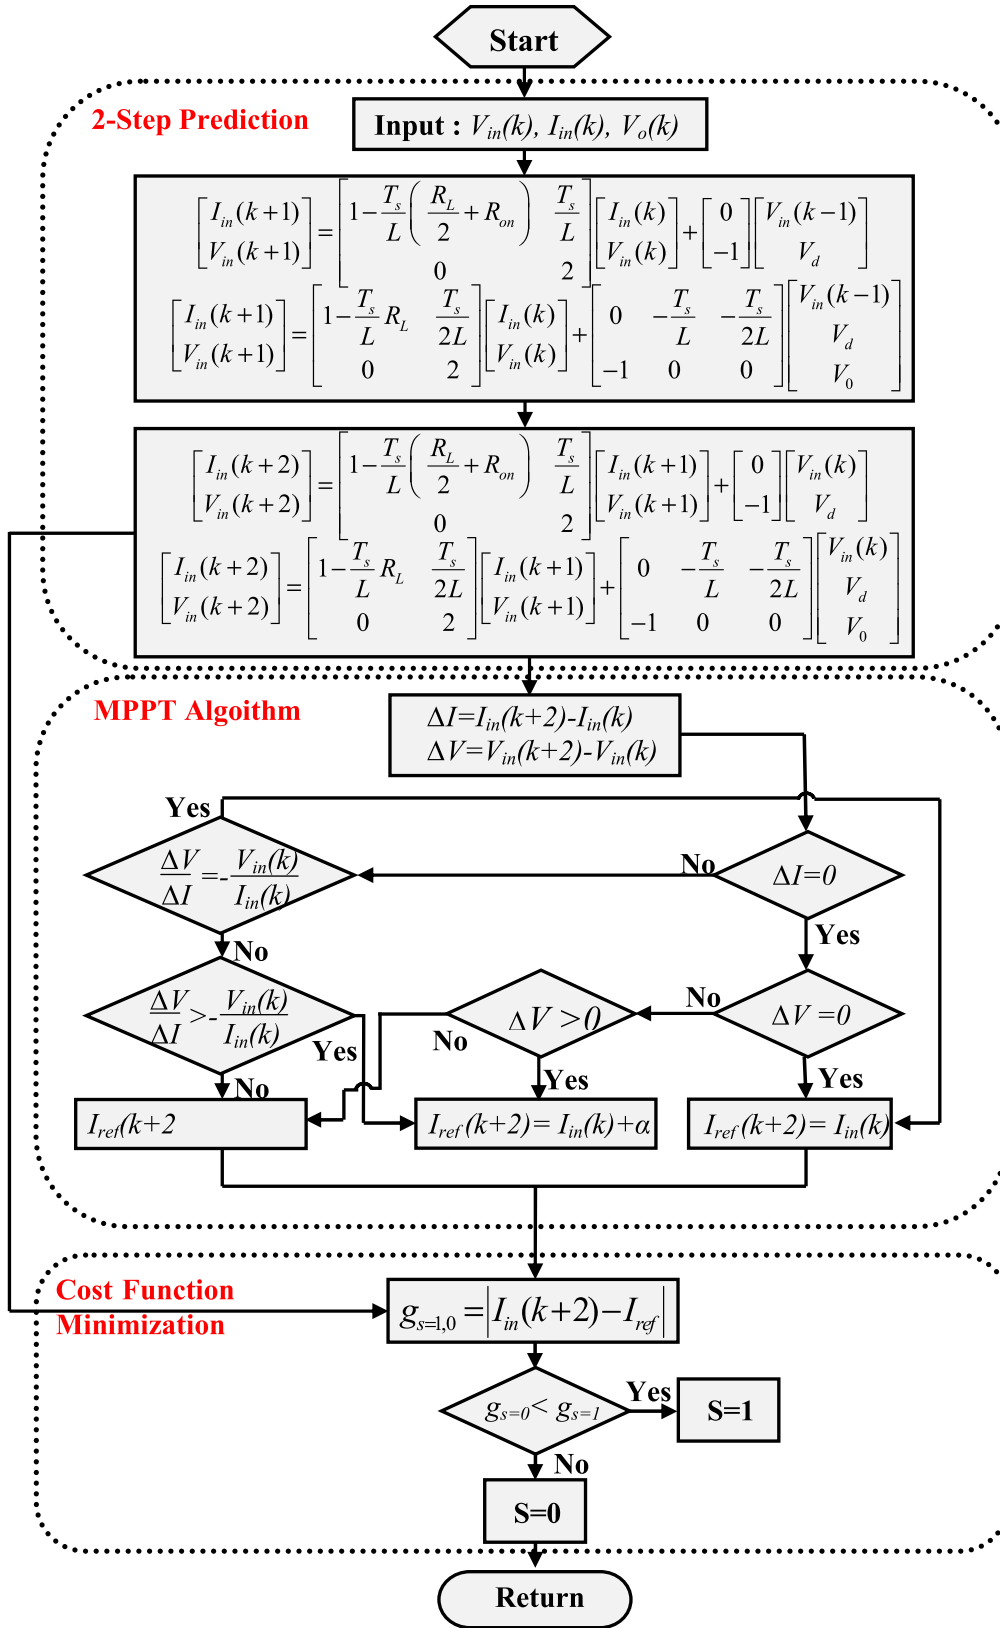 Start
2-Step Prediction
Input : V_in(k), I_in(k), V_o(k)
[I_in(k+1); V_in(k+1)] = [1-T_s/L(R_L/2+R_on) T_s/L; 0 2][I_in(k); V_in(k)]+[0; -1][V_in(k-1); V_d]
[I_in(k+1); V_in(k+1)] = [1-T_s/L R_L T_s/2L; 0 2][I_in(k); V_in(k)]+[0 -T_s/L -T_s/2L; -1 0 0][V_in(k-1); V_d; V_0]
[I_in(k+2); V_in(k+2)] = [1-T_s/L(R_L/2+R_on) T_s/L; 0 2][I_in(k+1); V_in(k+1)]+[0; -1][V_in(k); V_d]
[I_in(k+2); V_in(k+2)] = [1-T_s/L R_L T_s/2L; 0 2][I_in(k+1); V_in(k+1)]+[0 -T_s/L -T_s/2L; -1 0 0][V_in(k); V_d; V_0]
MPPT Algoithm
ΔI=I_in(k+2)-I_in(k)
ΔV=V_in(k+2)-V_in(k)
Yes
ΔV/ΔI=-V_in(k)/I_in(k)
No
ΔI=0
No
Yes
ΔV/ΔI>-V_in(k)/I_in(k)
Yes
No
ΔV>0
No
ΔV=0
No
Yes
Yes
I_ref(k+2
I_ref(k+2)= I_in(k)+α
I_ref(k+2)= I_in(k)
Cost Function
Minimization
g_s=1,0=|I_in(k+2)-I_ref|
g_s=0< g_s=1
Yes
S=1
No
S=0
Return